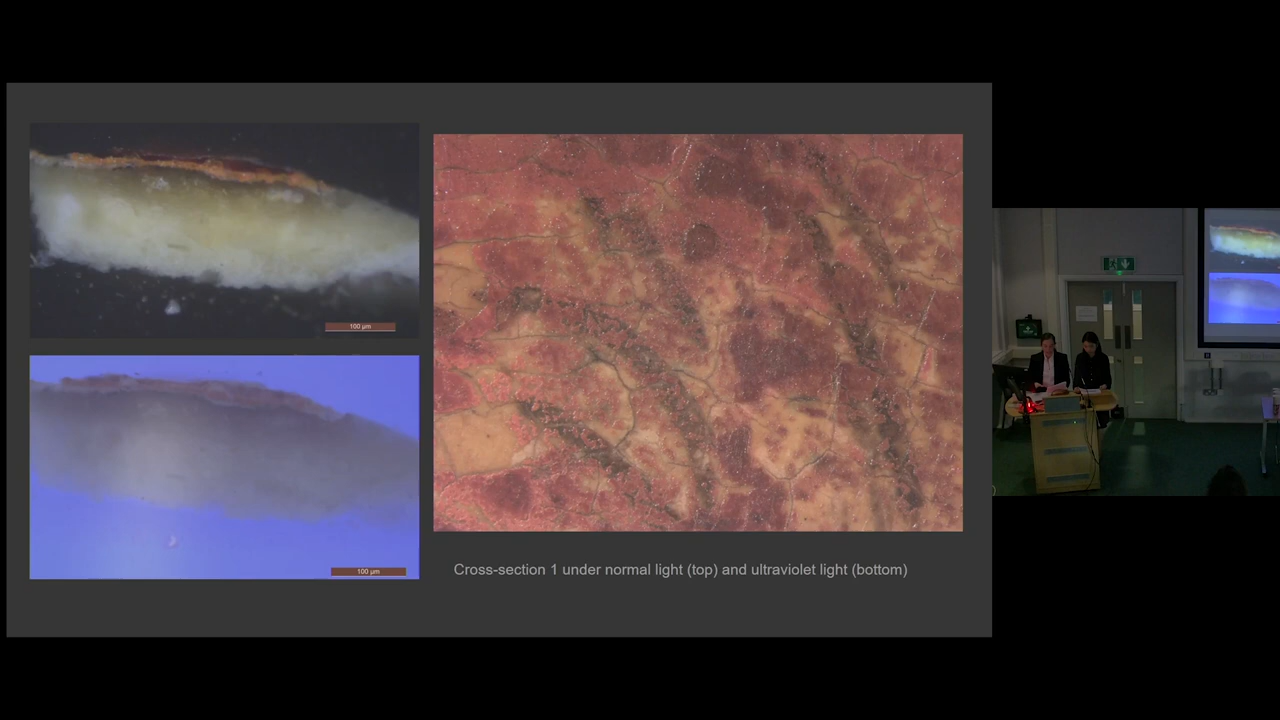 100 µm
100 µm
Cross-section 1 under normal light (top) and ultraviolet light (bottom)